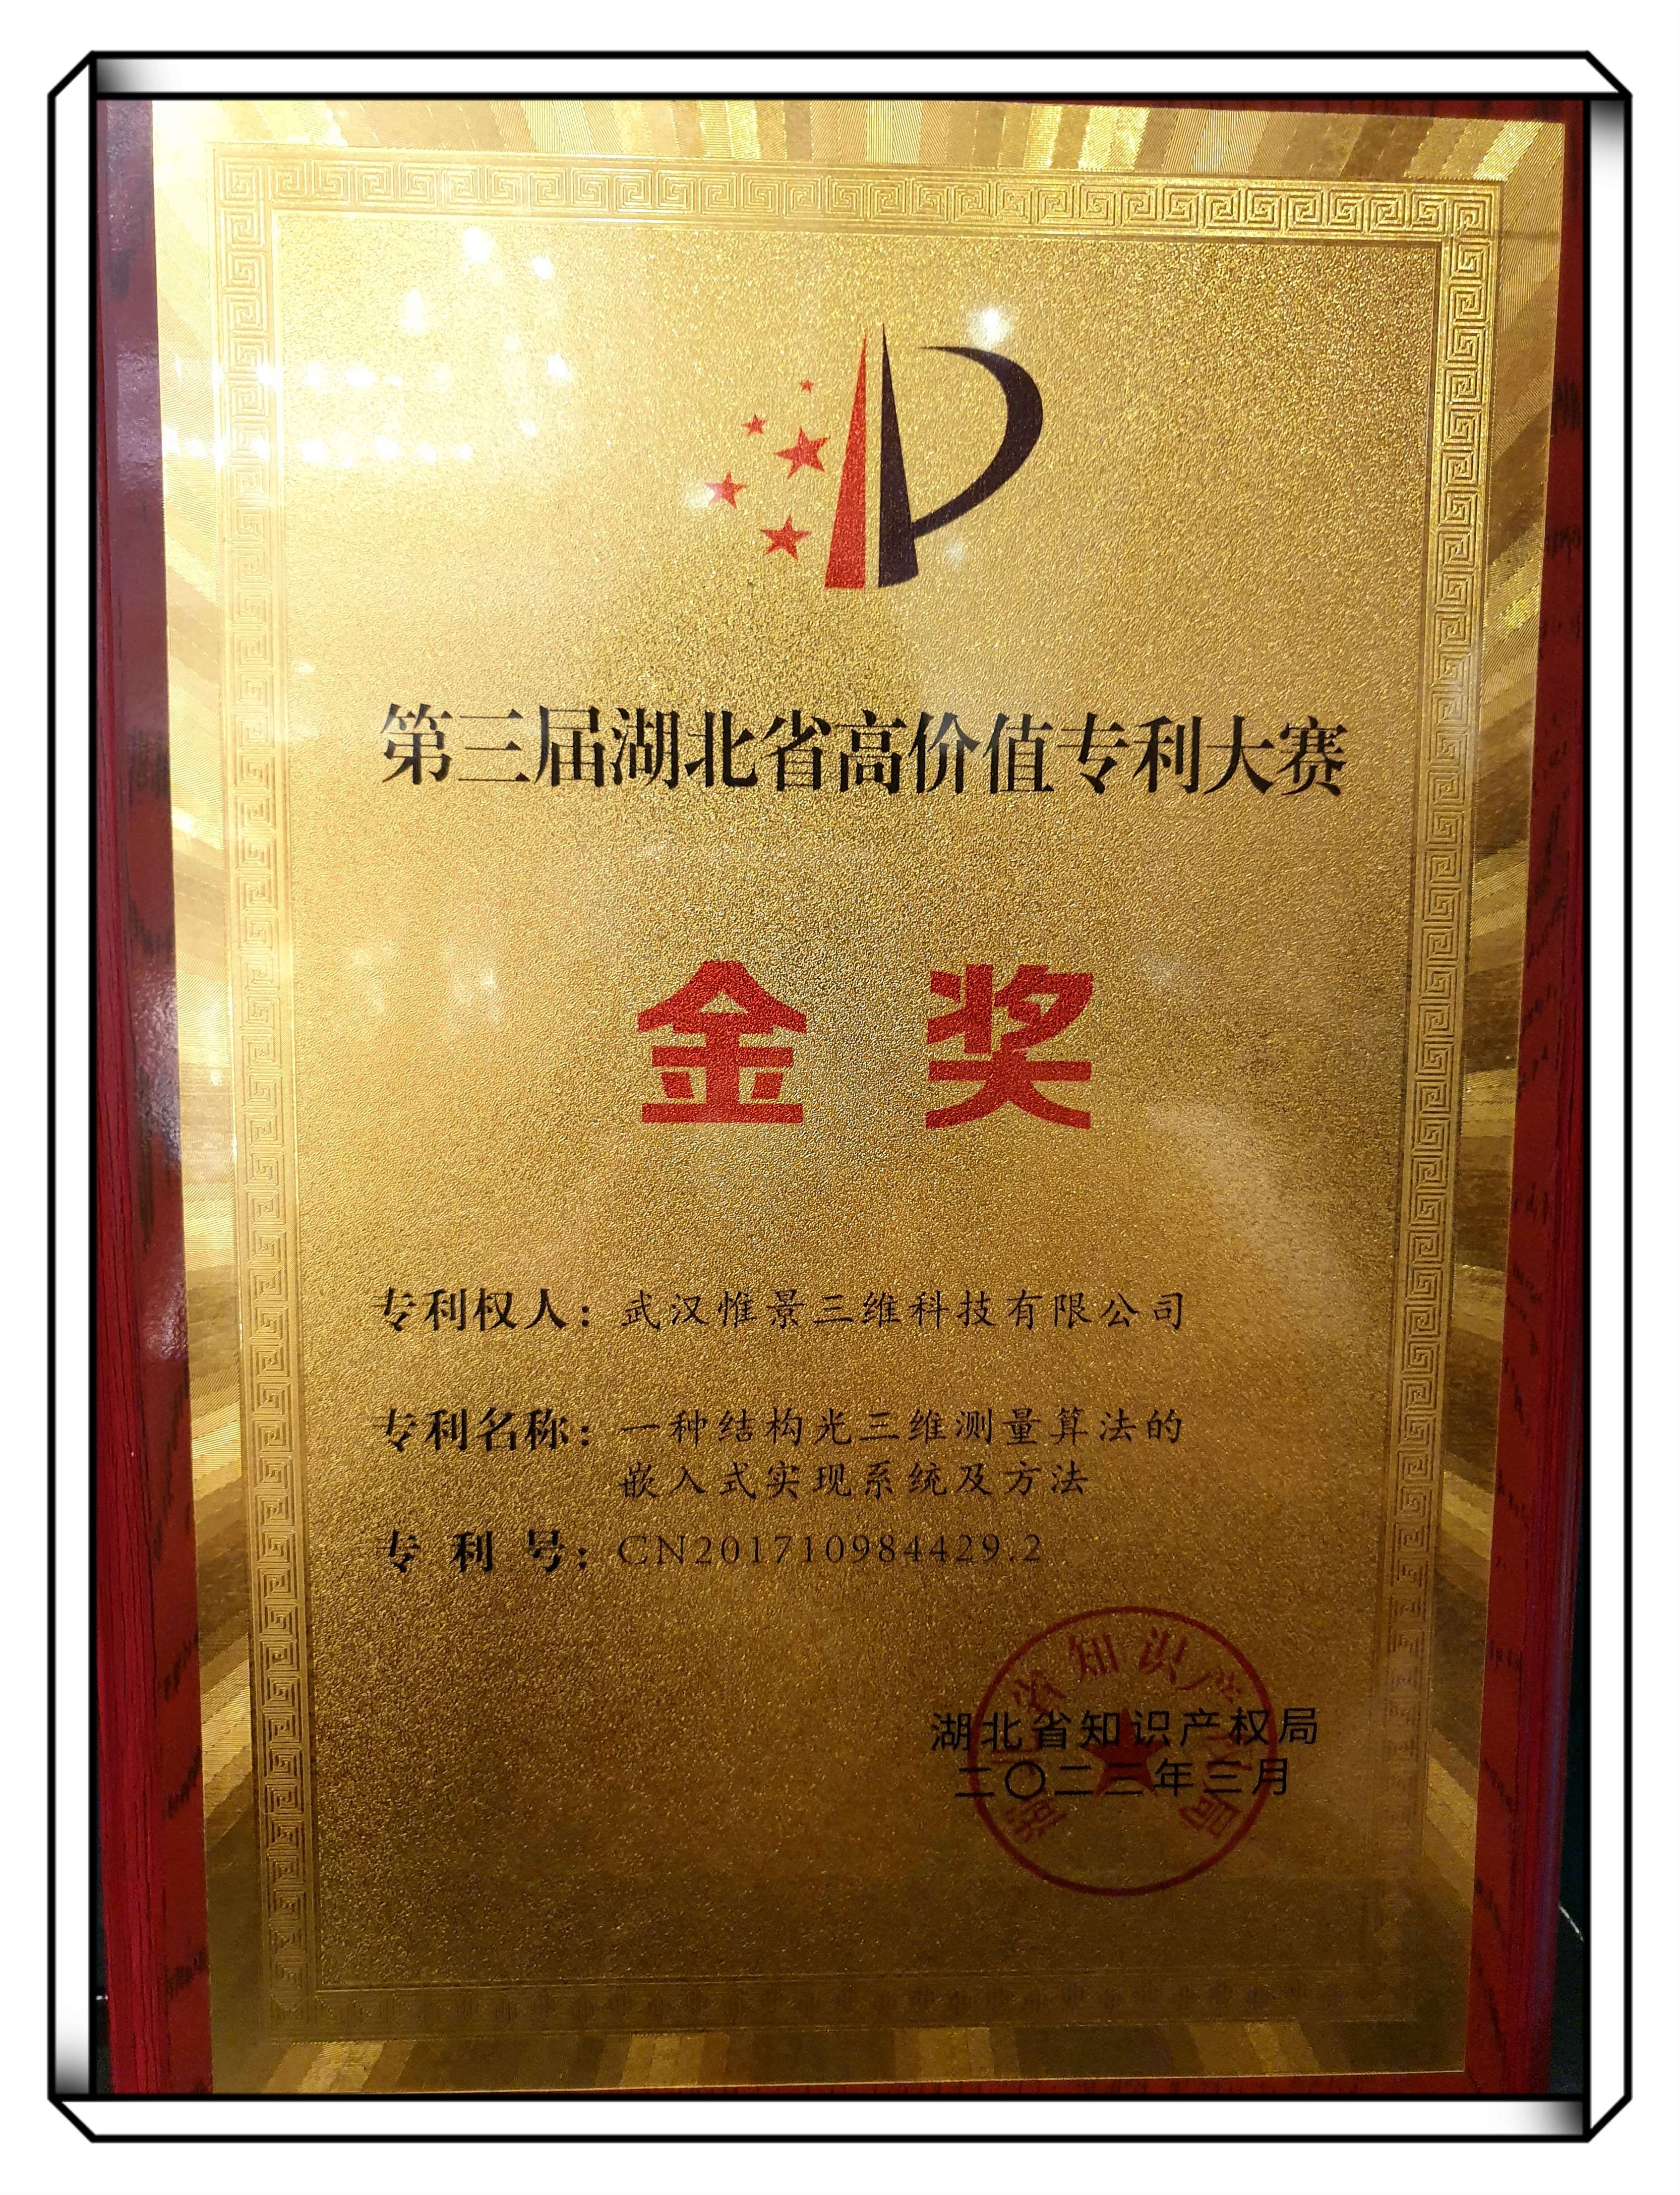 第三届湖北省高价值专利大赛
金 奖
专利权人：武汉惟景三维科技有限公司
专利名称：一种结构光三维测量算法的
嵌入式实现系统及方法
专 利 号：CN201710984429.2
湖北省知识产权局
二〇二三年三月